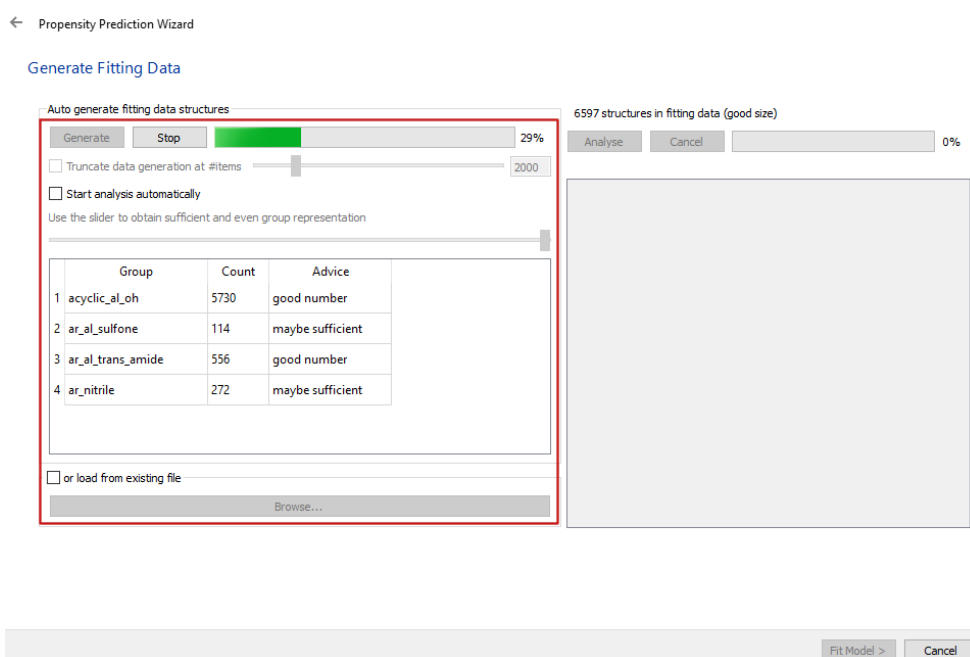 Propensity Prediction Wizard
Generate Fitting Data
Auto generate fitting data structures
Generate Stop 29%
Truncate data generation at #items 2000
Start analysis automatically
Use the slider to obtain sufficient and even group representation
Group Count Advice
1 acyclic_al_oh 5730 good number
2 ar_al_sulfone 114 maybe sufficient
3 ar_al_trans_amide 556 good number
4 ar_nitrile 272 maybe sufficient
or load from existing file
Browse...
6597 structures in fitting data (good size)
Analyse Cancel 0%
Fit Model > Cancel